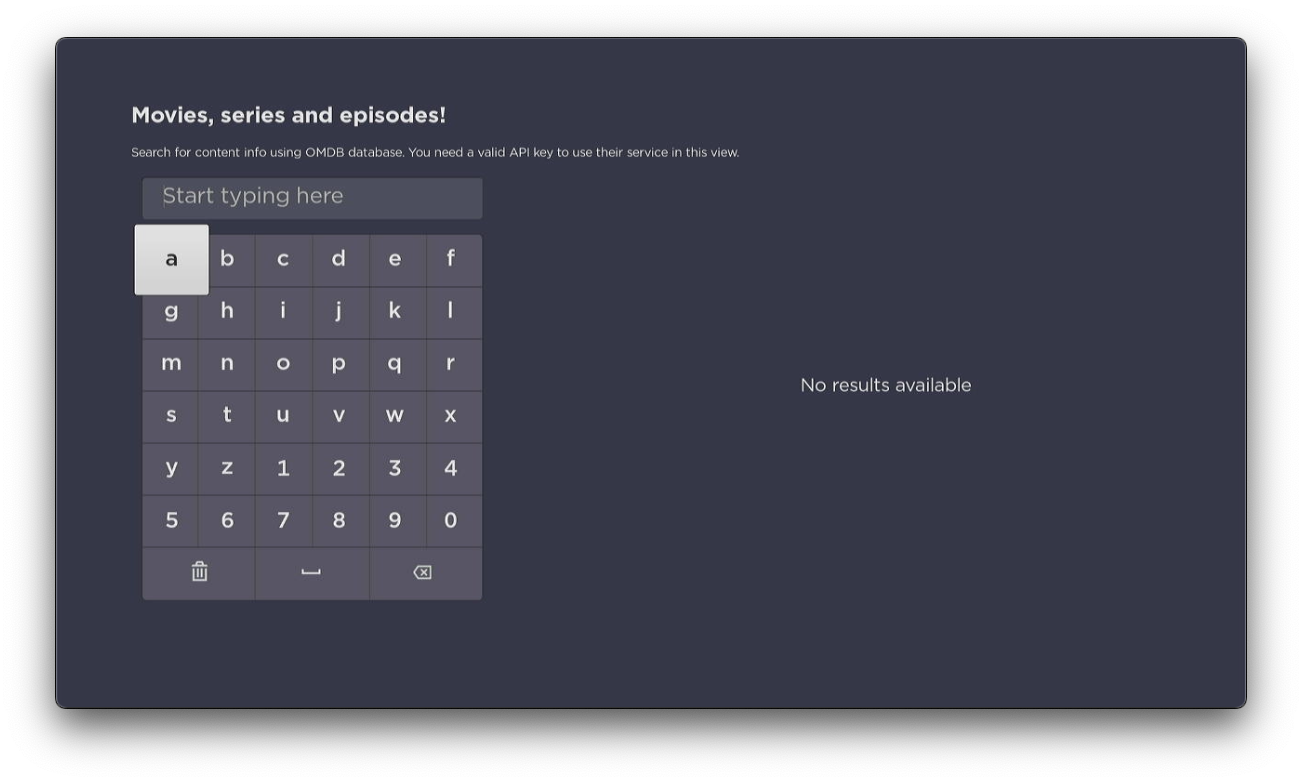 Movies, series and episodes!
Search for content info using OMDB database. You need a valid API key to use their service in this view.
Start typing here
a b c d e f
g h i j k l
m n o p q r
No results available
s t u v w x
y z 1 2 3 4
5 6 7 8 9 0